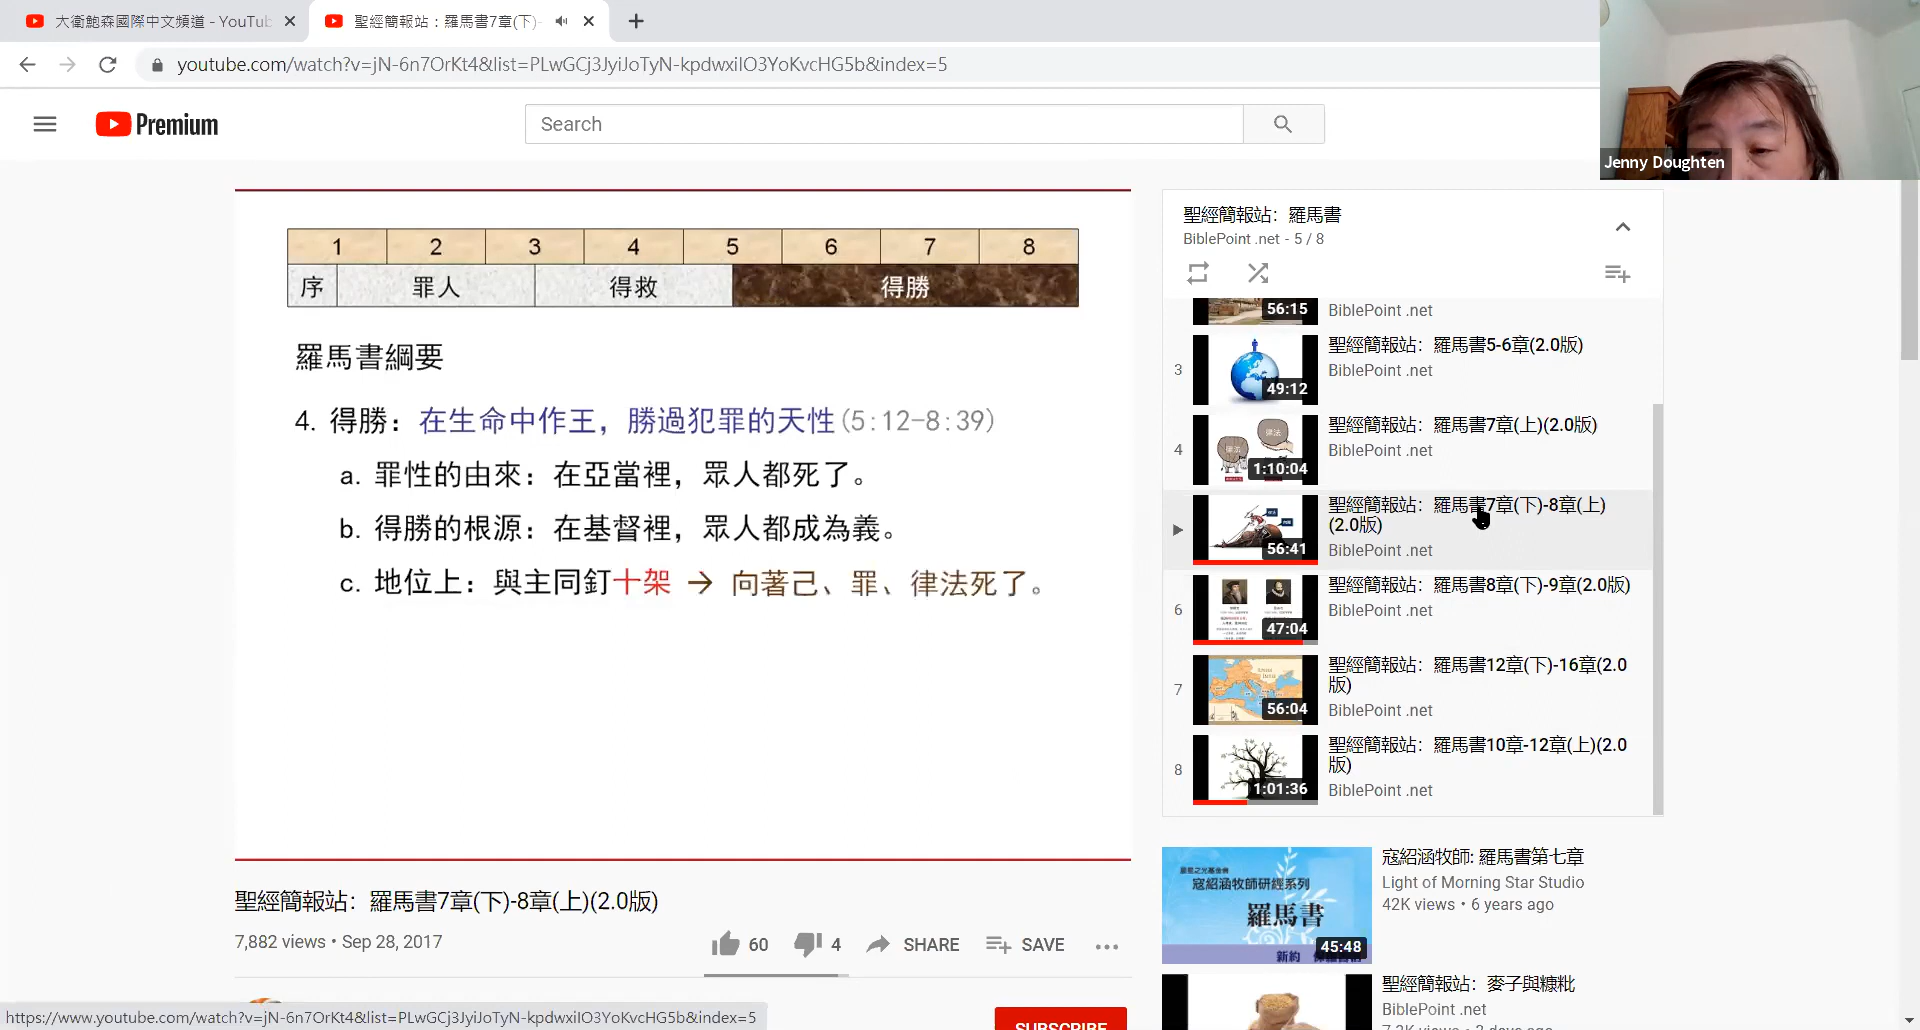 大衛鮑森國際中文頻道 - YouTub
聖經簡報站：羅馬書7章(下)-
youtube.com/watch?v=jN-6n7OrKt4&list=PLwGCj3JyiJoTyN-kpdwxilO3YoKvcHG5b&index=5
Premium
Search
Jenny Doughten
1 2 3 4 5 6 7 8
序 罪人 得救 得勝
羅馬書綱要
4. 得勝：在生命中作王，勝過犯罪的天性(5:12-8:39)
a. 罪性的由來：在亞當裡，眾人都死了。
b. 得勝的根源：在基督裡，眾人都成為義。
c. 地位上：與主同釘十架 → 向著己、罪、律法死了。
聖經簡報站：羅馬書7章(下)-8章(上)(2.0版)
7,882 views • Sep 28, 2017
60
4
SHARE
SAVE
SUBSCRIBE
https://www.youtube.com/watch?v=jN-6n7OrKt4&list=PLwGCj3JyiJoTyN-kpdwxilO3YoKvcHG5b&index=5
聖經簡報站：羅馬書
BiblePoint .net - 5 / 8
56:15
BiblePoint .net
3
49:12
聖經簡報站：羅馬書5-6章(2.0版)
BiblePoint .net
4
律法
律法
1:10:04
聖經簡報站：羅馬書7章(上)(2.0版)
BiblePoint .net
56:41
聖經簡報站：羅馬書7章(下)-8章(上)
(2.0版)
BiblePoint .net
6
47:04
聖經簡報站：羅馬書8章(下)-9章(2.0版)
BiblePoint .net
7
56:04
聖經簡報站：羅馬書12章(下)-16章(2.0
版)
BiblePoint .net
8
1:01:36
聖經簡報站：羅馬書10章-12章(上)(2.0
版)
BiblePoint .net
寇紹涵牧師研經系列
羅馬書
新約
45:48
寇紹涵牧師: 羅馬書第七章
Light of Morning Star Studio
42K views • 6 years ago
聖經簡報站：麥子與糠秕
BiblePoint .net